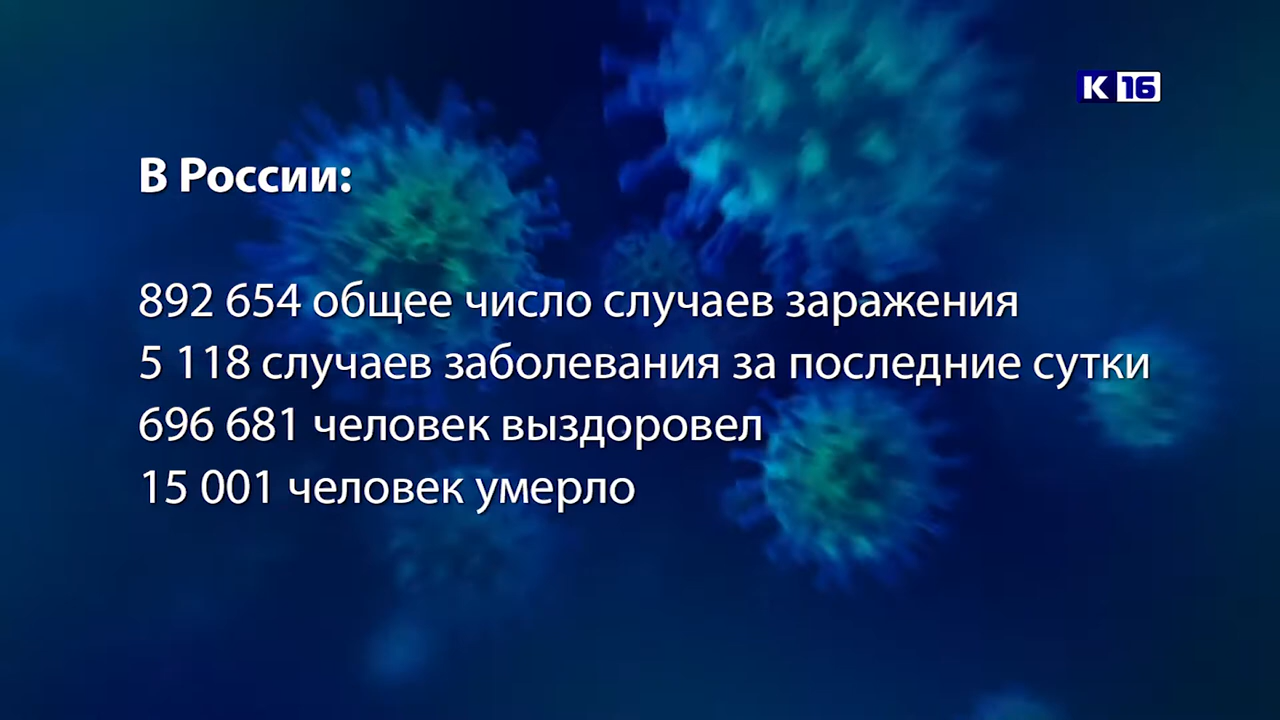 К 16
В России:
892 654 общее число случаев заражения
5 118 случаев заболевания за последние сутки
696 681 человек выздоровел
15 001 человек умерло